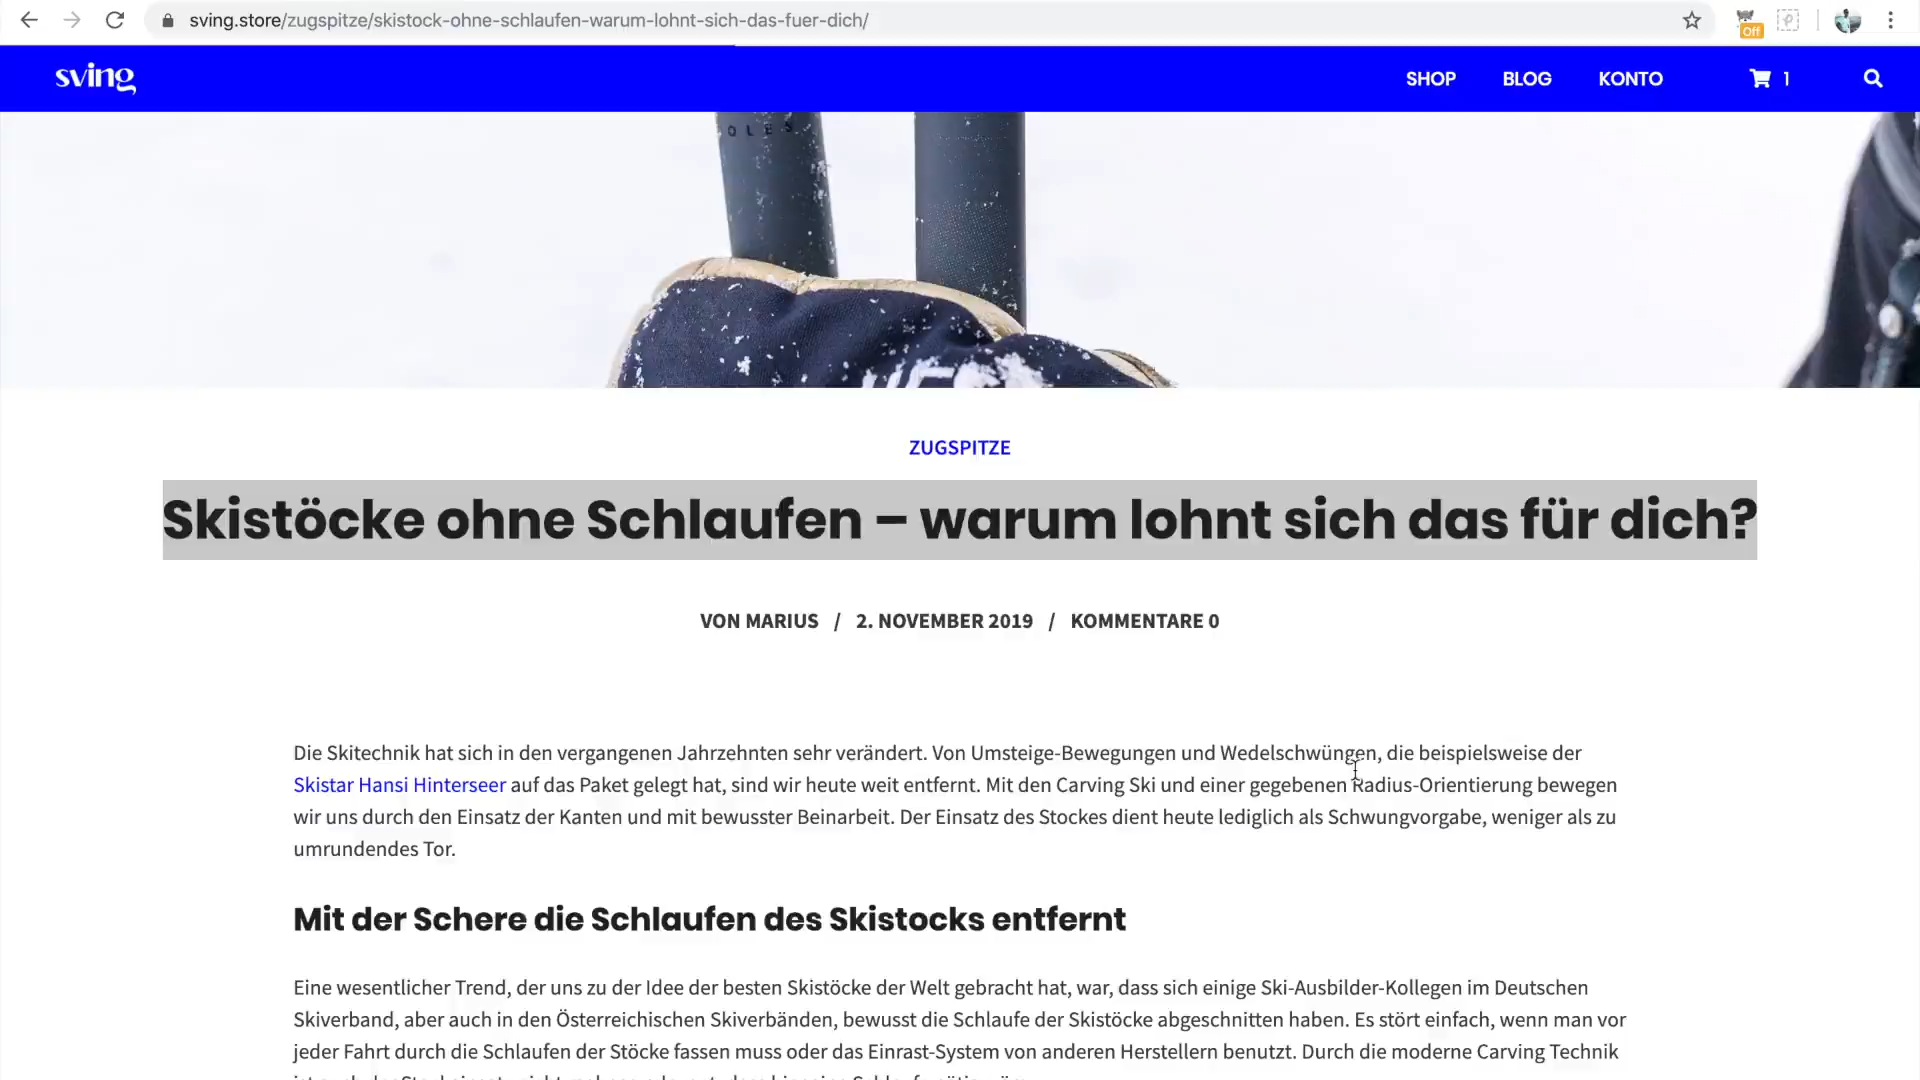 sving.store/zugspitze/skistock-ohne-schlaufen-warum-lohnt-sich-das-fuer-dich/
Off
sving
SHOP BLOG KONTO 1
OLES
ZUGSPITZE
Skistöcke ohne Schlaufen – warum lohnt sich das für dich?
VON MARIUS / 2. NOVEMBER 2019 / KOMMENTARE 0
Die Skitechnik hat sich in den vergangenen Jahrzehnten sehr verändert. Von Umsteige-Bewegungen und Wedelschwüngen, die beispielsweise der
Skistar Hansi Hinterseer auf das Paket gelegt hat, sind wir heute weit entfernt. Mit den Carving Ski und einer gegebenen Radius-Orientierung bewegen
wir uns durch den Einsatz der Kanten und mit bewusster Beinarbeit. Der Einsatz des Stockes dient heute lediglich als Schwungvorgabe, weniger als zu
umrundendes Tor.
Mit der Schere die Schlaufen des Skistocks entfernt
Eine wesentlicher Trend, der uns zu der Idee der besten Skistöcke der Welt gebracht hat, war, dass sich einige Ski-Ausbilder-Kollegen im Deutschen
Skiverband, aber auch in den Österreichischen Skiverbänden, bewusst die Schlaufe der Skistöcke abgeschnitten haben. Es stört einfach, wenn man vor
jeder Fahrt durch die Schlaufen der Stöcke fassen muss oder das Einrast-System von anderen Herstellern benutzt. Durch die moderne Carving Technik